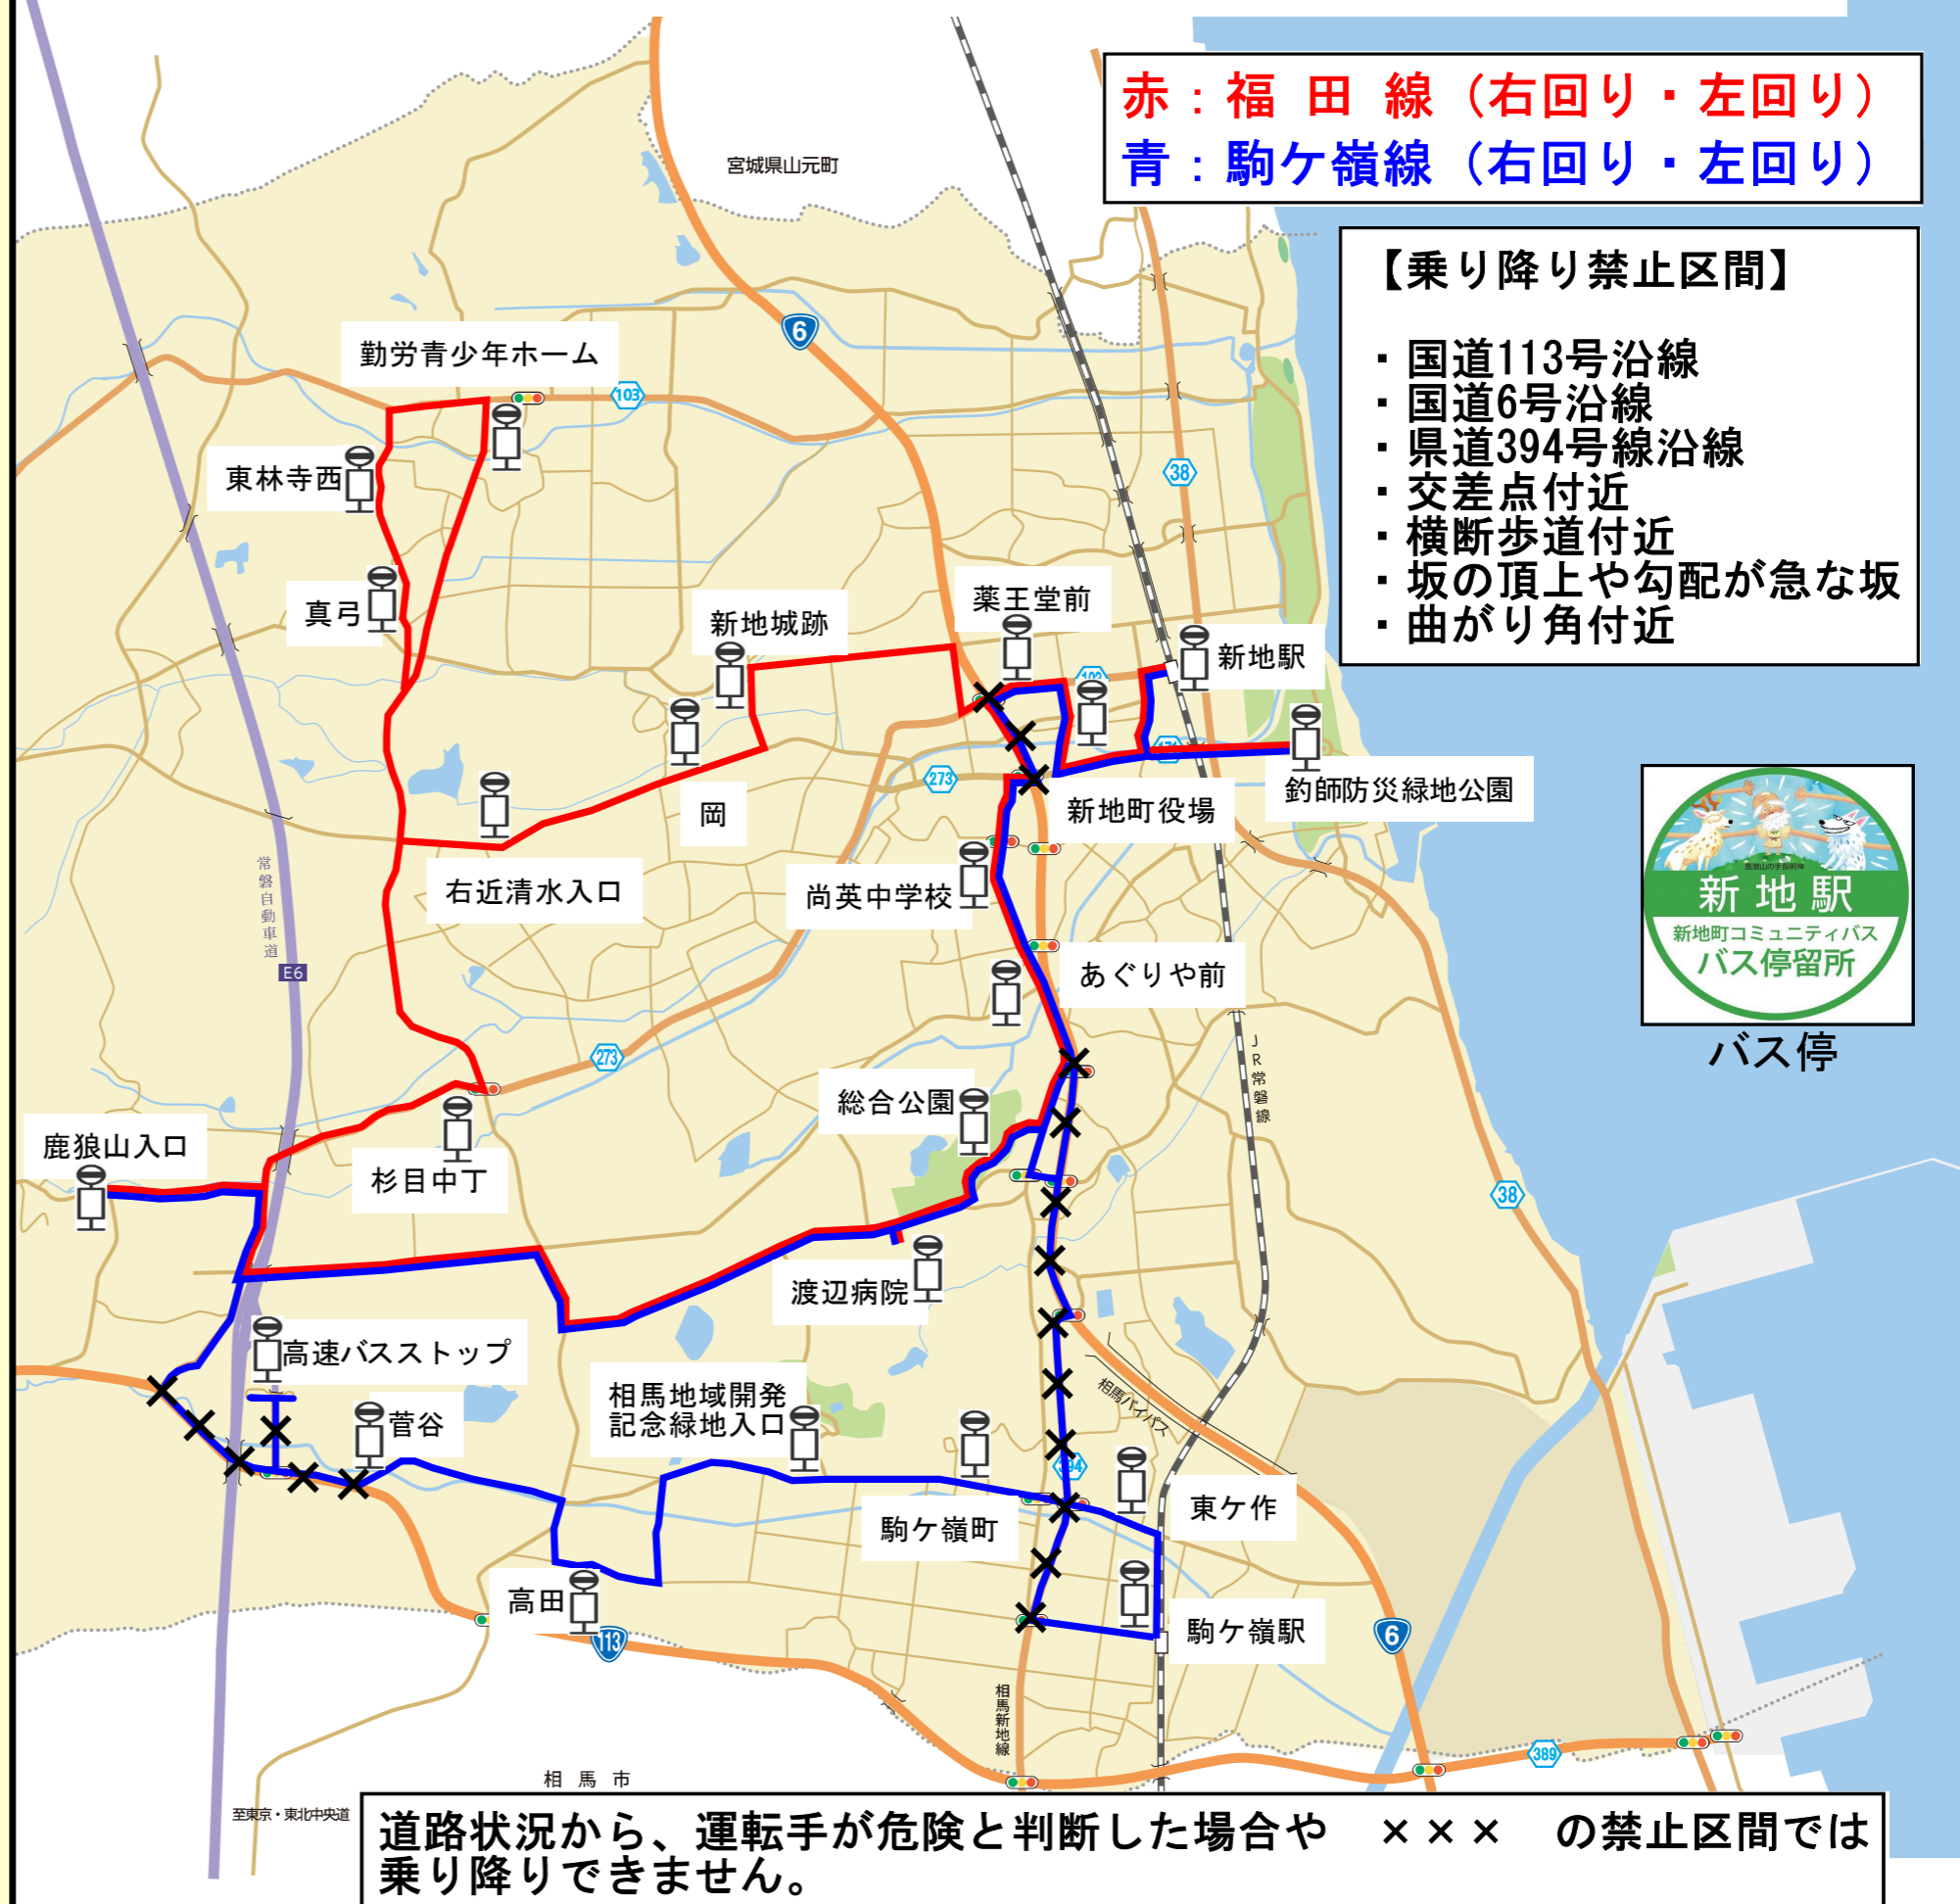 赤：福 田 線（右回り・左回り）
青：駒ケ嶺線（右回り・左回り）
宮城県山元町
【乗り降り禁止区間】
・国道113号沿線
・国道6号沿線
・県道394号線沿線
・交差点付近
・横断歩道付近
・坂の頂上や勾配が急な坂
・曲がり角付近
6
勤労青少年ホーム
103
東林寺西
38
真弓
新地城跡
薬王堂前
新地駅
273
岡
新地町役場
釣師防災緑地公園
右近清水入口
尚英中学校
常磐自動車道
E6
あぐりや前
新地駅
新地町コミュニティバス
バス停留所
バス停
273
JR常磐線
総合公園
鹿狼山入口
杉目中丁
38
渡辺病院
高速バスストップ
菅谷
相馬地域開発
記念緑地入口
相馬バイパス
394
駒ケ嶺町
東ケ作
高田
113
駒ケ嶺駅
6
相馬新地線
389
相 馬 市
至東京・東北中央道
道路状況から、運転手が危険と判断した場合や ××× の禁止区間では
乗り降りできません。